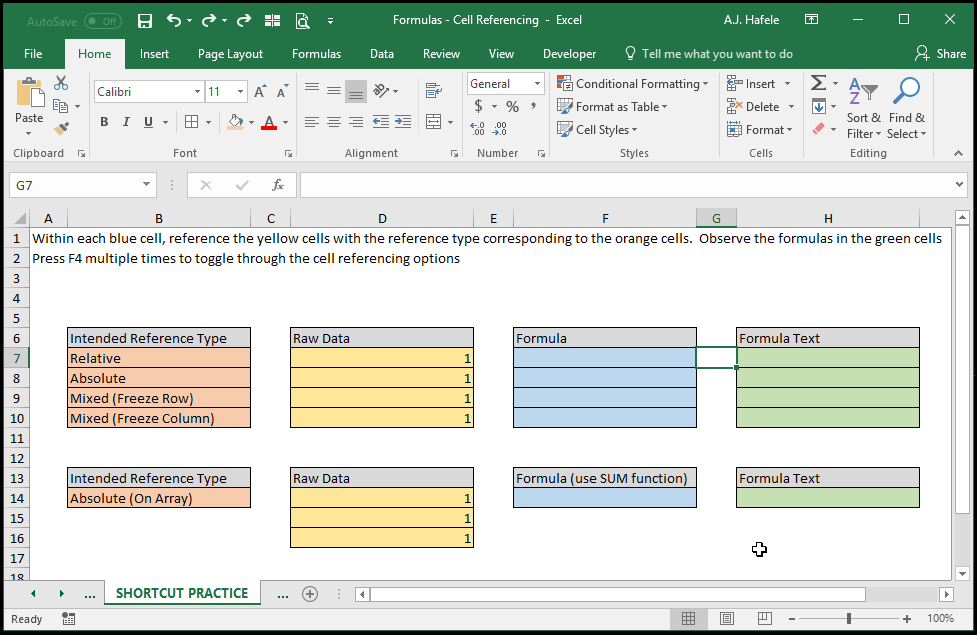 AutoSave Off Formulas - Cell Referencing - Excel A.J. Hafele
File Home Insert Page Layout Formulas Data Review View Developer Tell me what you want to do Share
Paste
Calibri 11
B I U A A A
General
$ % ,
Conditional Formatting
Format as Table
Cell Styles
Insert
Delete
Format
Sort & Filter
Find & Select
Clipboard Font Alignment Number Styles Cells Editing
G7 fx
A B C D E F G H
1 Within each blue cell, reference the yellow cells with the reference type corresponding to the orange cells. Observe the formulas in the green cells
2 Press F4 multiple times to toggle through the cell referencing options
3
4
5
6 Intended Reference Type Raw Data Formula Formula Text
7 Relative 1
8 Absolute 1
9 Mixed (Freeze Row) 1
10 Mixed (Freeze Column) 1
11
12
13 Intended Reference Type Raw Data Formula (use SUM function) Formula Text
14 Absolute (On Array) 1
15 1
16 1
17
18
... SHORTCUT PRACTICE ...
Ready 100%